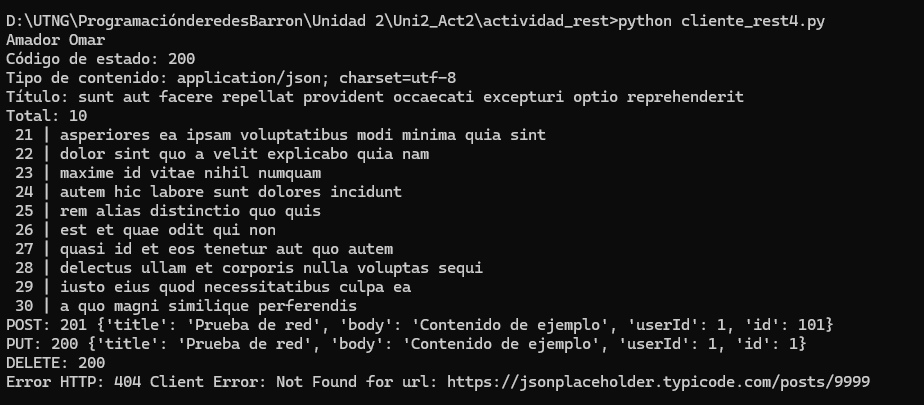 D:\UTNG\ProgramaciónderedesBarron\Unidad 2\Uni2_Act2\actividad_rest>python cliente_rest4.py
Amador Omar
Código de estado: 200
Tipo de contenido: application/json; charset=utf-8
Título: sunt aut facere repellat provident occaecati excepturi optio reprehenderit
Total: 10
 21 | asperiores ea ipsam voluptatibus modi minima quia sint
 22 | dolor sint quo a velit explicabo quia nam
 23 | maxime id vitae nihil numquam
 24 | autem hic labore sunt dolores incidunt
 25 | rem alias distinctio quo quis
 26 | est et quae odit qui non
 27 | quasi id et eos tenetur aut quo autem
 28 | delectus ullam et corporis nulla voluptas sequi
 29 | iusto eius quod necessitatibus culpa ea
 30 | a quo magni similique perferendis
POST: 201 {'title': 'Prueba de red', 'body': 'Contenido de ejemplo', 'userId': 1, 'id': 101}
PUT: 200 {'title': 'Prueba de red', 'body': 'Contenido de ejemplo', 'userId': 1, 'id': 1}
DELETE: 200
Error HTTP: 404 Client Error: Not Found for url: https://jsonplaceholder.typicode.com/posts/9999